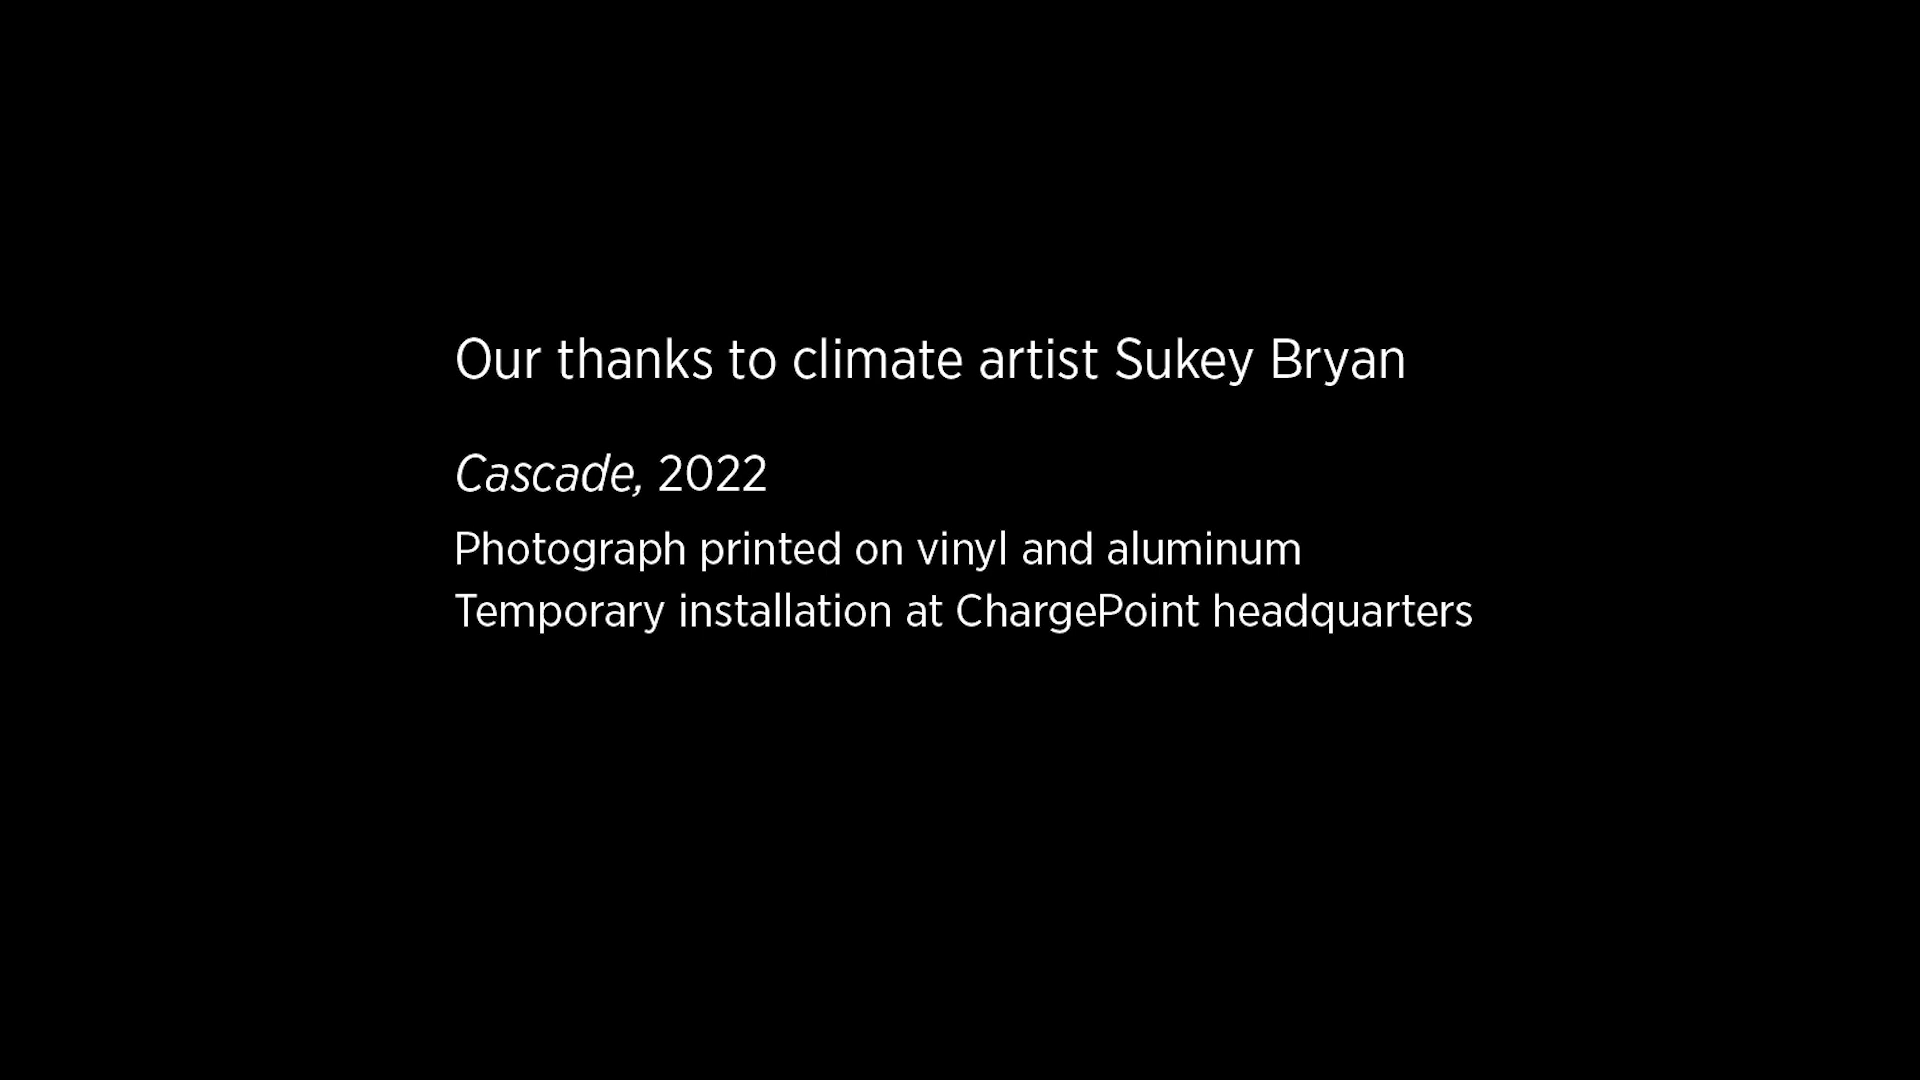 Our thanks to climate artist Sukey Bryan
Cascade, 2022
Photograph printed on vinyl and aluminum
Temporary installation at ChargePoint headquarters